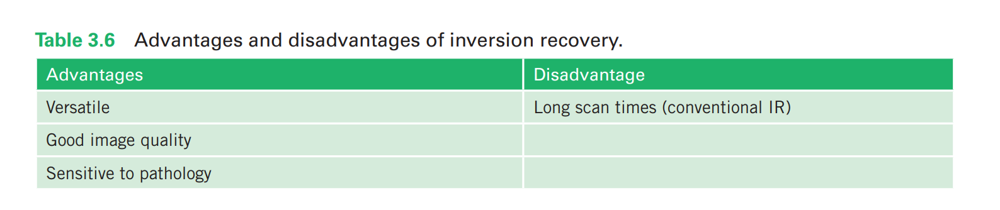 Table 3.6 Advantages and disadvantages of inversion recovery.
Advantages Disadvantage
Versatile Long scan times (conventional IR)
Good image quality
Sensitive to pathology